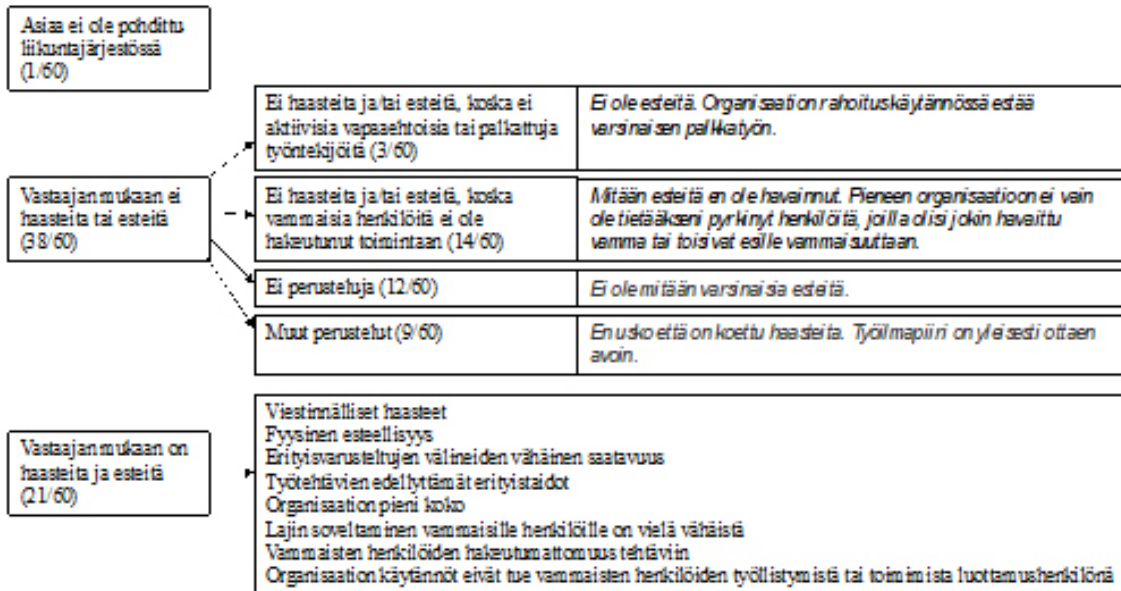 Asiaa ei ole pohdittu
liikuntajärjestössä
(1/60)
Ei haasteita ja/tai esteitä, koska ei
aktiivisia vapaaehtoisia tai palkattuja
työntekijöitä (3/60)
Ei ole esteitä. Organisaation rahoitus käytännössä estää
varsinaisen palkkatyön.
Vastaajan mukaan ei
haasteita tai esteitä
(38/60)
Ei haasteita ja/tai esteitä, koska
vammaisia henkilöitä ei ole
hakeutunut toimintaan (14/60)
Mitään esteitä en ole havainnut. Pieneen organisaatioon ei vain
ole tietääkseni pyrkinyt henkilöitä, joilla olisi jokin havaittu
vamma tai toisivat esille vammaisuuttaan.
Ei perusteluja (12/60)
Ei ole mitään varsinaisia esteitä.
Muut perustelut (9/60)
En usko että on koettu haasteita. Työilmapiiri on yleisesti ottaen
avoin.
Vastaajan mukaan on
haasteita ja esteitä
(21/60)
Viestinnälliset haasteet
Fyysinen esteellisyys
Erityisvarusteltujen välineiden vähäinen saatavuus
Työtehtävien edellyttämät erityistaidot
Organisaation pieni koko
Lajin soveltaminen vammaisille henkilöille on vielä vähäistä
Vammaisten henkilöiden hakeutumattomuus tehtäviin
Organisaation käytännöt eivät tue vammaisten henkilöiden työllistymistä tai toimimista luottamushenkilönä